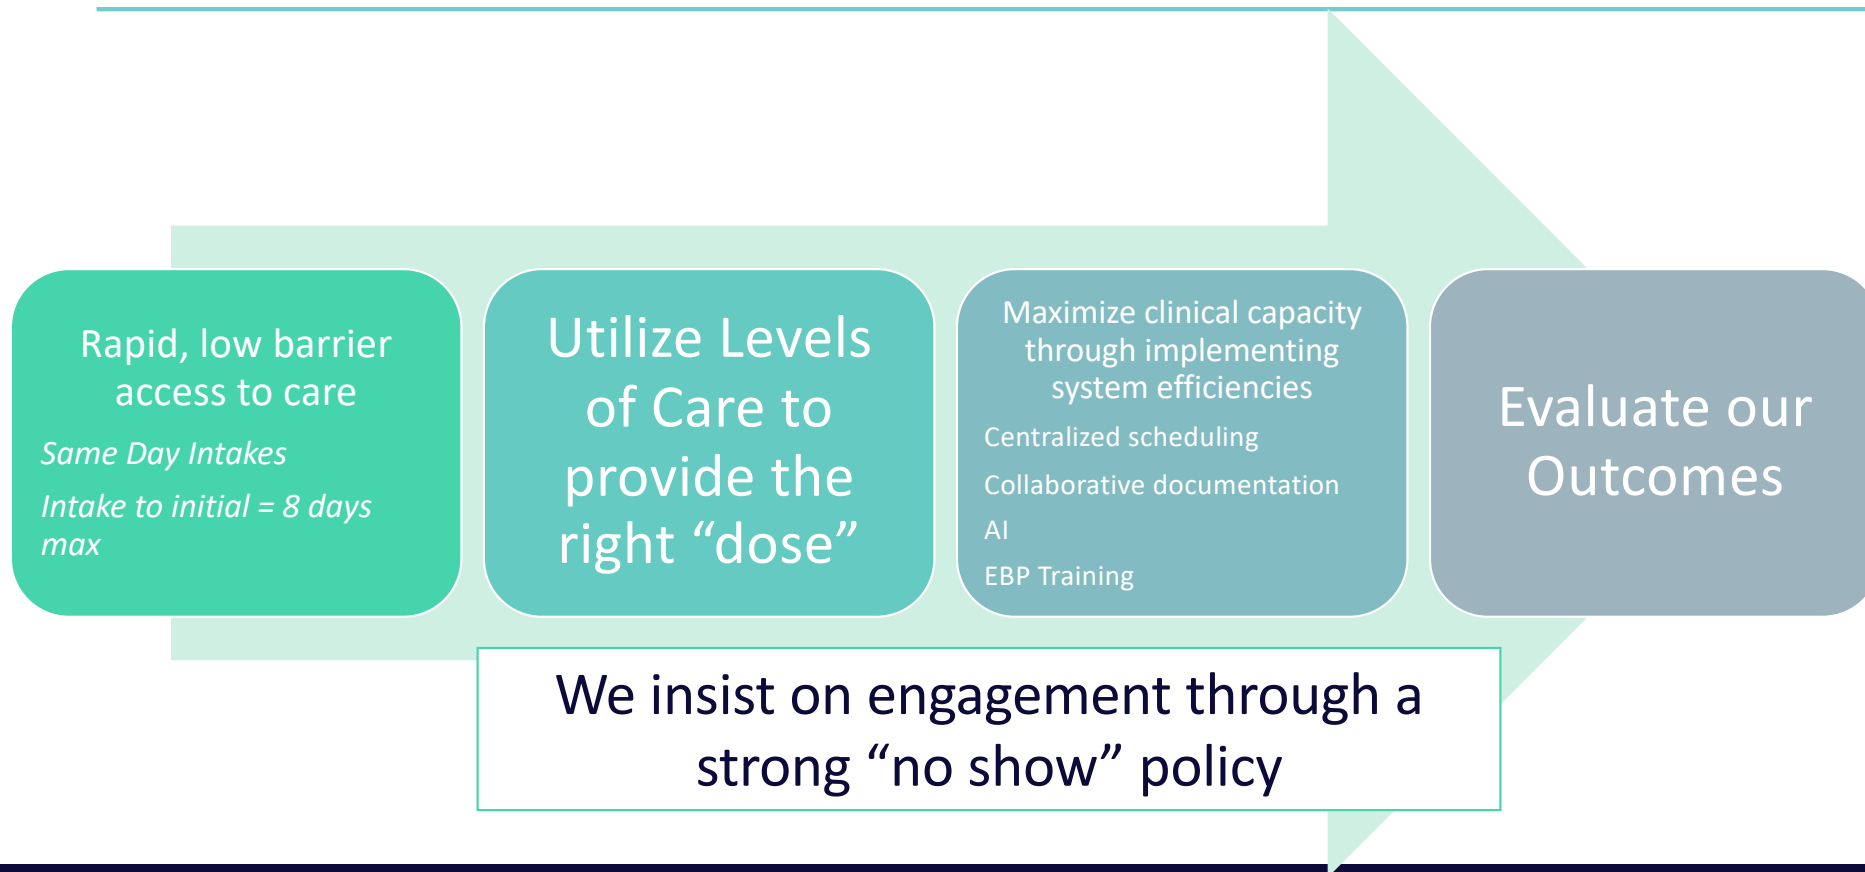 Rapid, low barrier
access to care
Same Day Intakes
Intake to initial = 8 days
max
Utilize Levels
of Care to
provide the
right “dose”
Maximize clinical capacity
through implementing
system efficiencies
Centralized scheduling
Collaborative documentation
AI
EBP Training
Evaluate our
Outcomes
We insist on engagement through a
strong “no show” policy